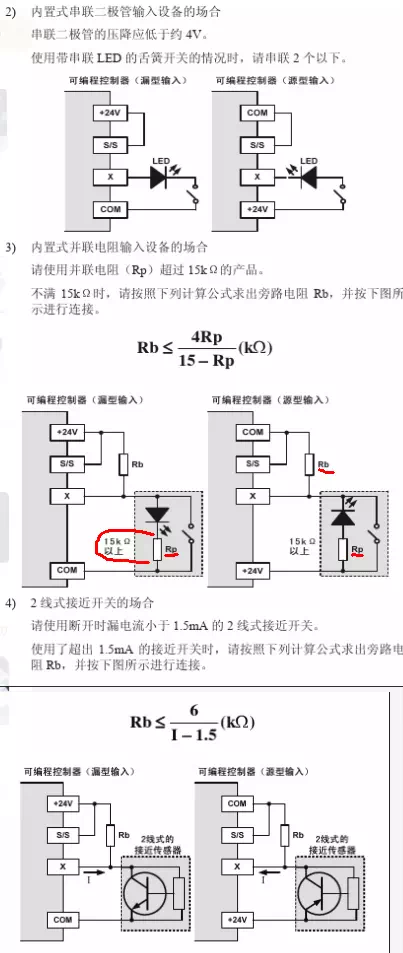 2) 内置式串联二极管输入设备的场合
串联二极管的压降应低于约 4V。
使用带串联 LED 的舌簧开关的情况时，请串联 2 个以下。
可编程控制器（漏型输入） 可编程控制器（源型输入）
+24V COM
S/S S/S
LED LED
X X
COM +24V
3) 内置式并联电阻输入设备的场合
请使用并联电阻（Rp）超过 15kΩ的产品。
不满 15kΩ时，请按照下列计算公式求出旁路电阻 Rb，并按下图所
示进行连接。
Rb ≤ 4Rp / 15 − Rp (kΩ)
可编程控制器（漏型输入） 可编程控制器（源型输入）
+24V COM
S/S Rb S/S Rb
X X
15kΩ 15kΩ
以上 Rp 以上 Rp
COM +24V
4) 2 线式接近开关的场合
请使用断开时漏电流小于 1.5mA 的 2 线式接近开关。
使用了超出 1.5mA 的接近开关时，请按照下列计算公式求出旁路电
阻 Rb，并按下图所示进行连接。
Rb ≤ 6 / I − 1.5 (kΩ)
可编程控制器（漏型输入） 可编程控制器（源型输入）
+24V COM
S/S Rb 2线式的 S/S Rb 2线式的
接近传感器 接近传感器
X X
I I
COM +24V